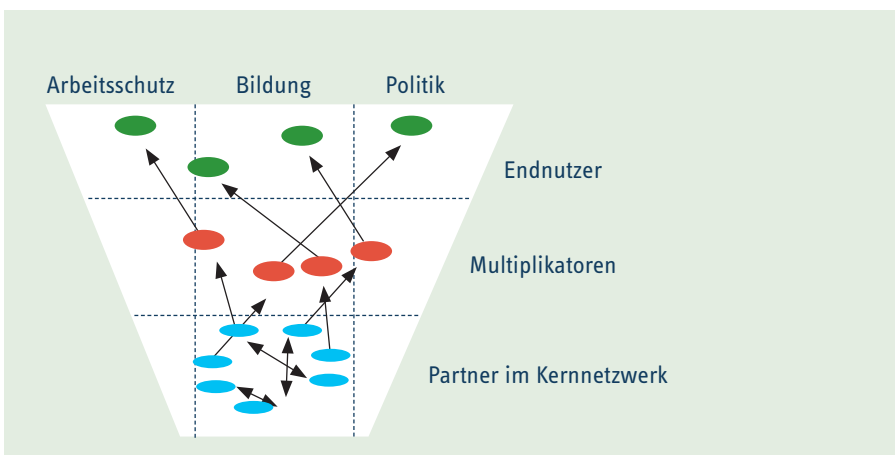 Arbeitsschutz Bildung Politik
Endnutzer
Multiplikatoren
Partner im Kernnetzwerk